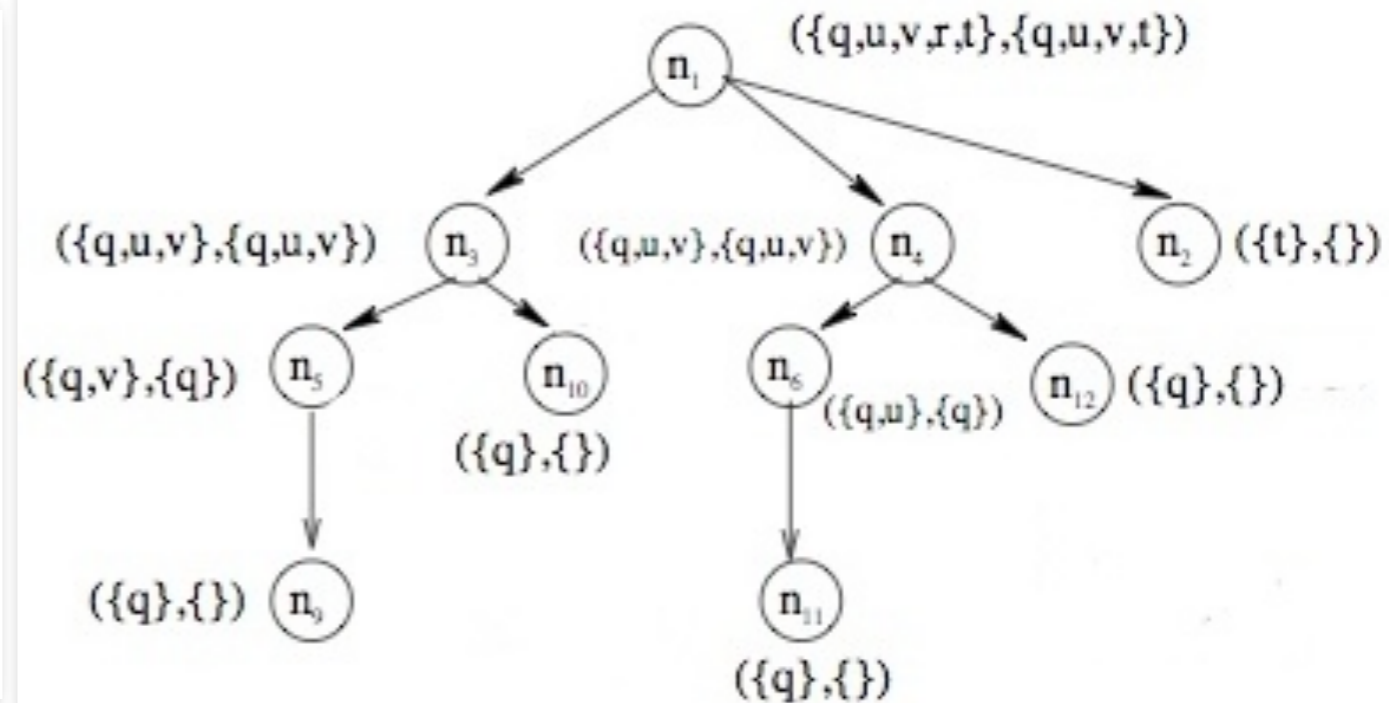 ({q,u,v,r,t},{q,u,v,t})
n₁
({q,u,v},{q,u,v})
n₃
({q,u,v},{q,u,v})
n₄
n₂
({t},{})
({q,v},{q})
n₅
n₁₀
({q},{})
n₆
({q,u},{q})
n₁₂
({q},{})
({q},{})
n₉
n₁₁
({q},{})